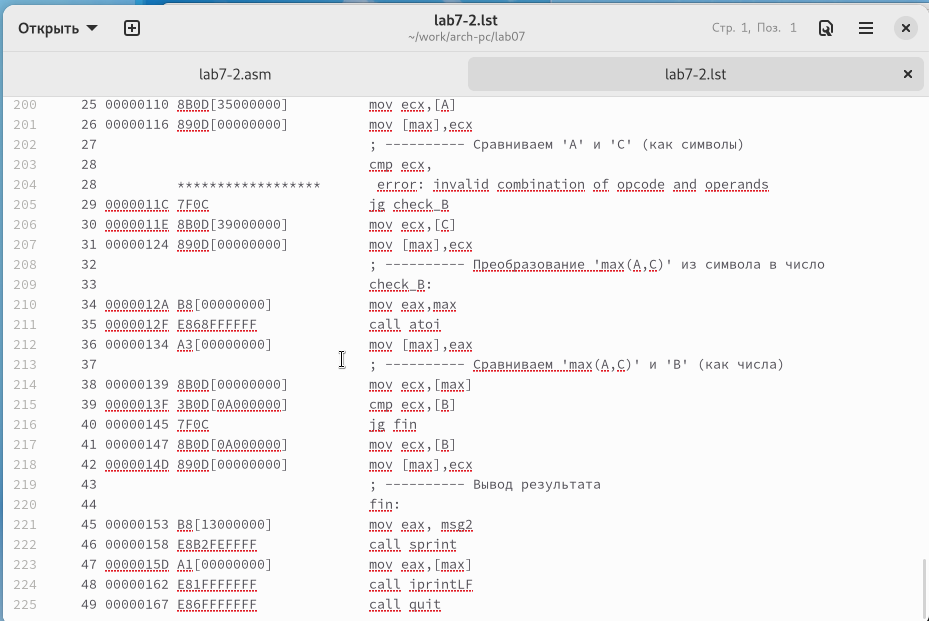 Открыть
lab7-2.lst
~/work/arch-pc/lab07
Стр. 1, Поз. 1
lab7-2.asm
lab7-2.lst
200 25 00000110 8B0D[35000000] mov ecx,[A]
201 26 00000116 890D[00000000] mov [max],ecx
202 27 ; ---------- Сравниваем 'A' и 'C' (как символы)
203 28 cmp ecx,
204 28 ****************** error: invalid combination of opcode and operands
205 29 0000011C 7F0C jg check_B
206 30 0000011E 8B0D[39000000] mov ecx,[C]
207 31 00000124 890D[00000000] mov [max],ecx
208 32 ; ---------- Преобразование 'max(A,C)' из символа в число
209 33 check_B:
210 34 0000012A B8[00000000] mov eax,max
211 35 0000012F E868FFFFFF call atoi
212 36 00000134 A3[00000000] mov [max],eax
213 37 ; ---------- Сравниваем 'max(A,C)' и 'B' (как числа)
214 38 00000139 8B0D[00000000] mov ecx,[max]
215 39 0000013F 3B0D[0A000000] cmp ecx,[B]
216 40 00000145 7F0C jg fin
217 41 00000147 8B0D[0A000000] mov ecx,[B]
218 42 0000014D 890D[00000000] mov [max],ecx
219 43 ; ---------- Вывод результата
220 44 fin:
221 45 00000153 B8[13000000] mov eax, msg2
222 46 00000158 E8B2FEFFFF call sprint
223 47 0000015D A1[00000000] mov eax,[max]
224 48 00000162 E81FFFFFFF call iprintLF
225 49 00000167 E86FFFFFFF call quit